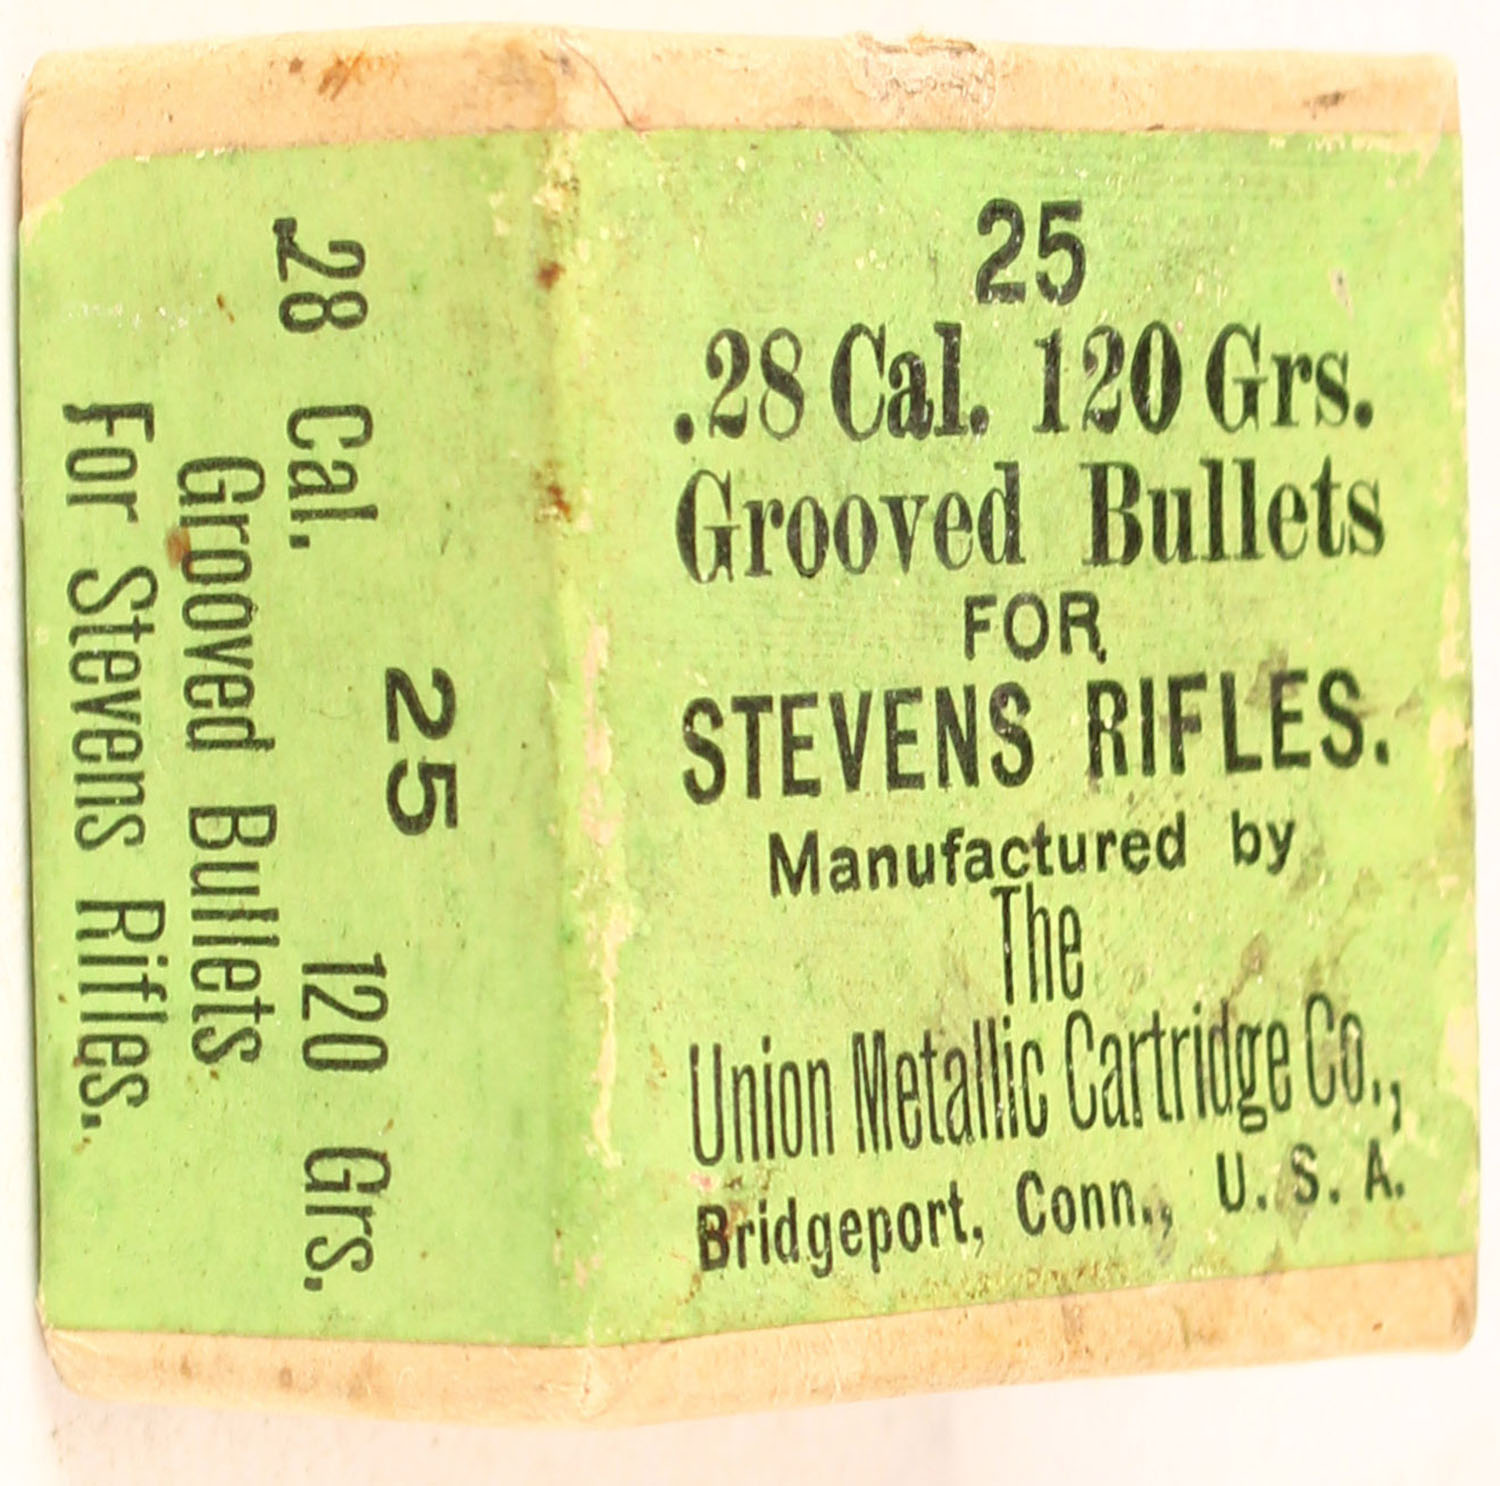 25
.28 Cal. 120 Grs.
Grooved Bullets
FOR
STEVENS RIFLES.
Manufactured by
The
Union Metallic Cartridge Co.,
Bridgeport, Conn., U. S. A.
25
.28 Cal. 120 Grs.
Grooved Bullets
For Stevens Rifles.